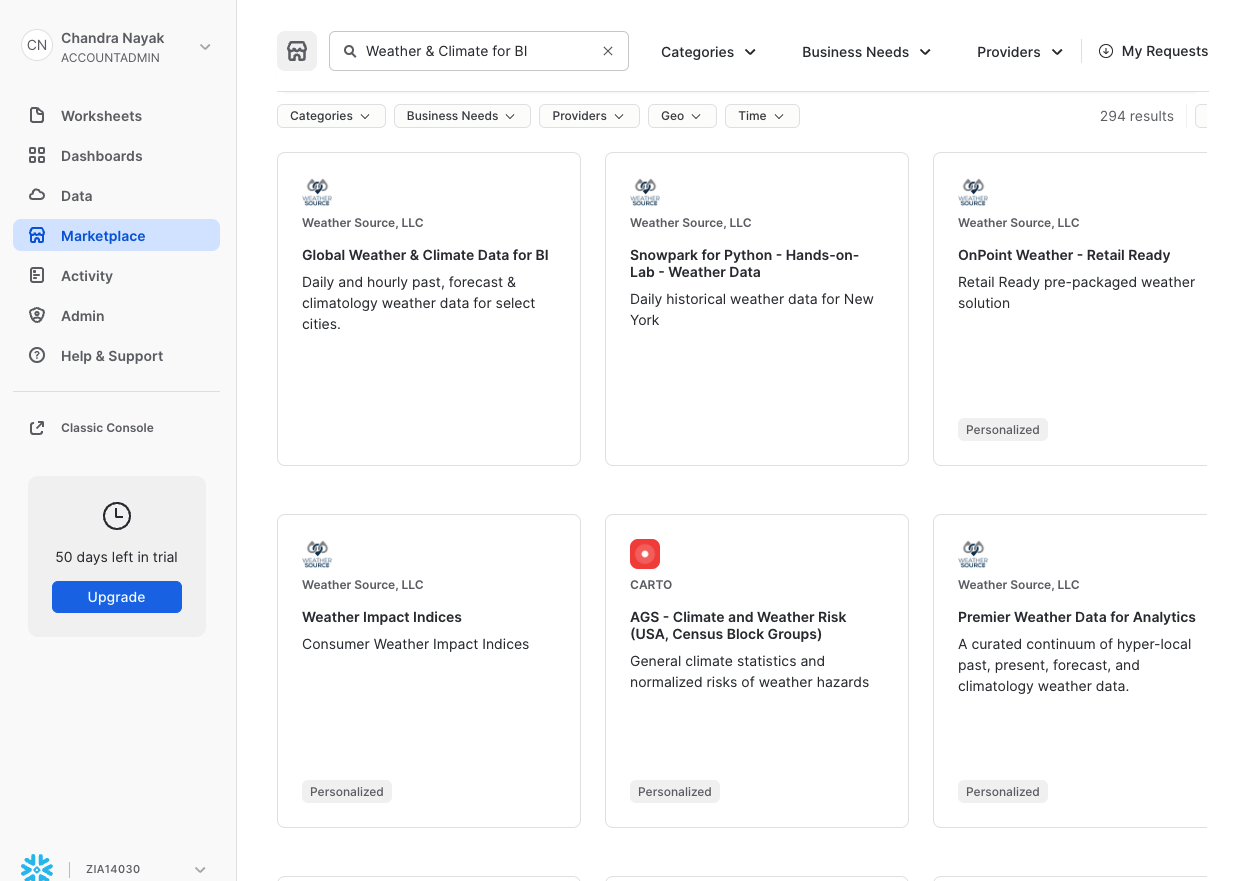 CN
Chandra Nayak
ACCOUNTADMIN
Worksheets
Dashboards
Data
Marketplace
Activity
Admin
Help & Support
Classic Console
50 days left in trial
Upgrade
ZIA14030
Weather & Climate for BI
Categories
Business Needs
Providers
My Requests
Categories
Business Needs
Providers
Geo
Time
294 results
WEATHER
SOURCE
Weather Source, LLC
Global Weather & Climate Data for BI
Daily and hourly past, forecast &
climatology weather data for select
cities.
WEATHER
SOURCE
Weather Source, LLC
Snowpark for Python - Hands-on-
Lab - Weather Data
Daily historical weather data for New
York
WEATHER
SOURCE
Weather Source, LLC
OnPoint Weather - Retail Ready
Retail Ready pre-packaged weather
solution
Personalized
WEATHER
SOURCE
Weather Source, LLC
Weather Impact Indices
Consumer Weather Impact Indices
Personalized
CARTO
AGS - Climate and Weather Risk
(USA, Census Block Groups)
General climate statistics and
normalized risks of weather hazards
Personalized
WEATHER
SOURCE
Weather Source, LLC
Premier Weather Data for Analytics
A curated continuum of hyper-local
past, present, forecast, and
climatology weather data.
Personalized